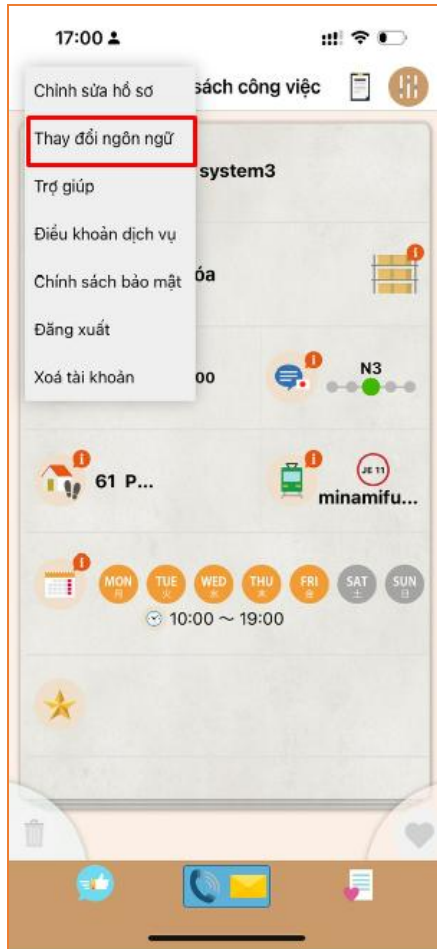 17:00
Chỉnh sửa hồ sơ
sách công việc
Thay đổi ngôn ngữ
system3
Trợ giúp
Điều khoản dịch vụ
Chính sách bảo mật
óa
Đăng xuất
Xoá tài khoản
00
N3
61 P...
JE 11
minamifu...
MON 月
TUE 火
WED 水
THU 木
FRI 金
SAT 土
SUN 日
10:00 ~ 19:00